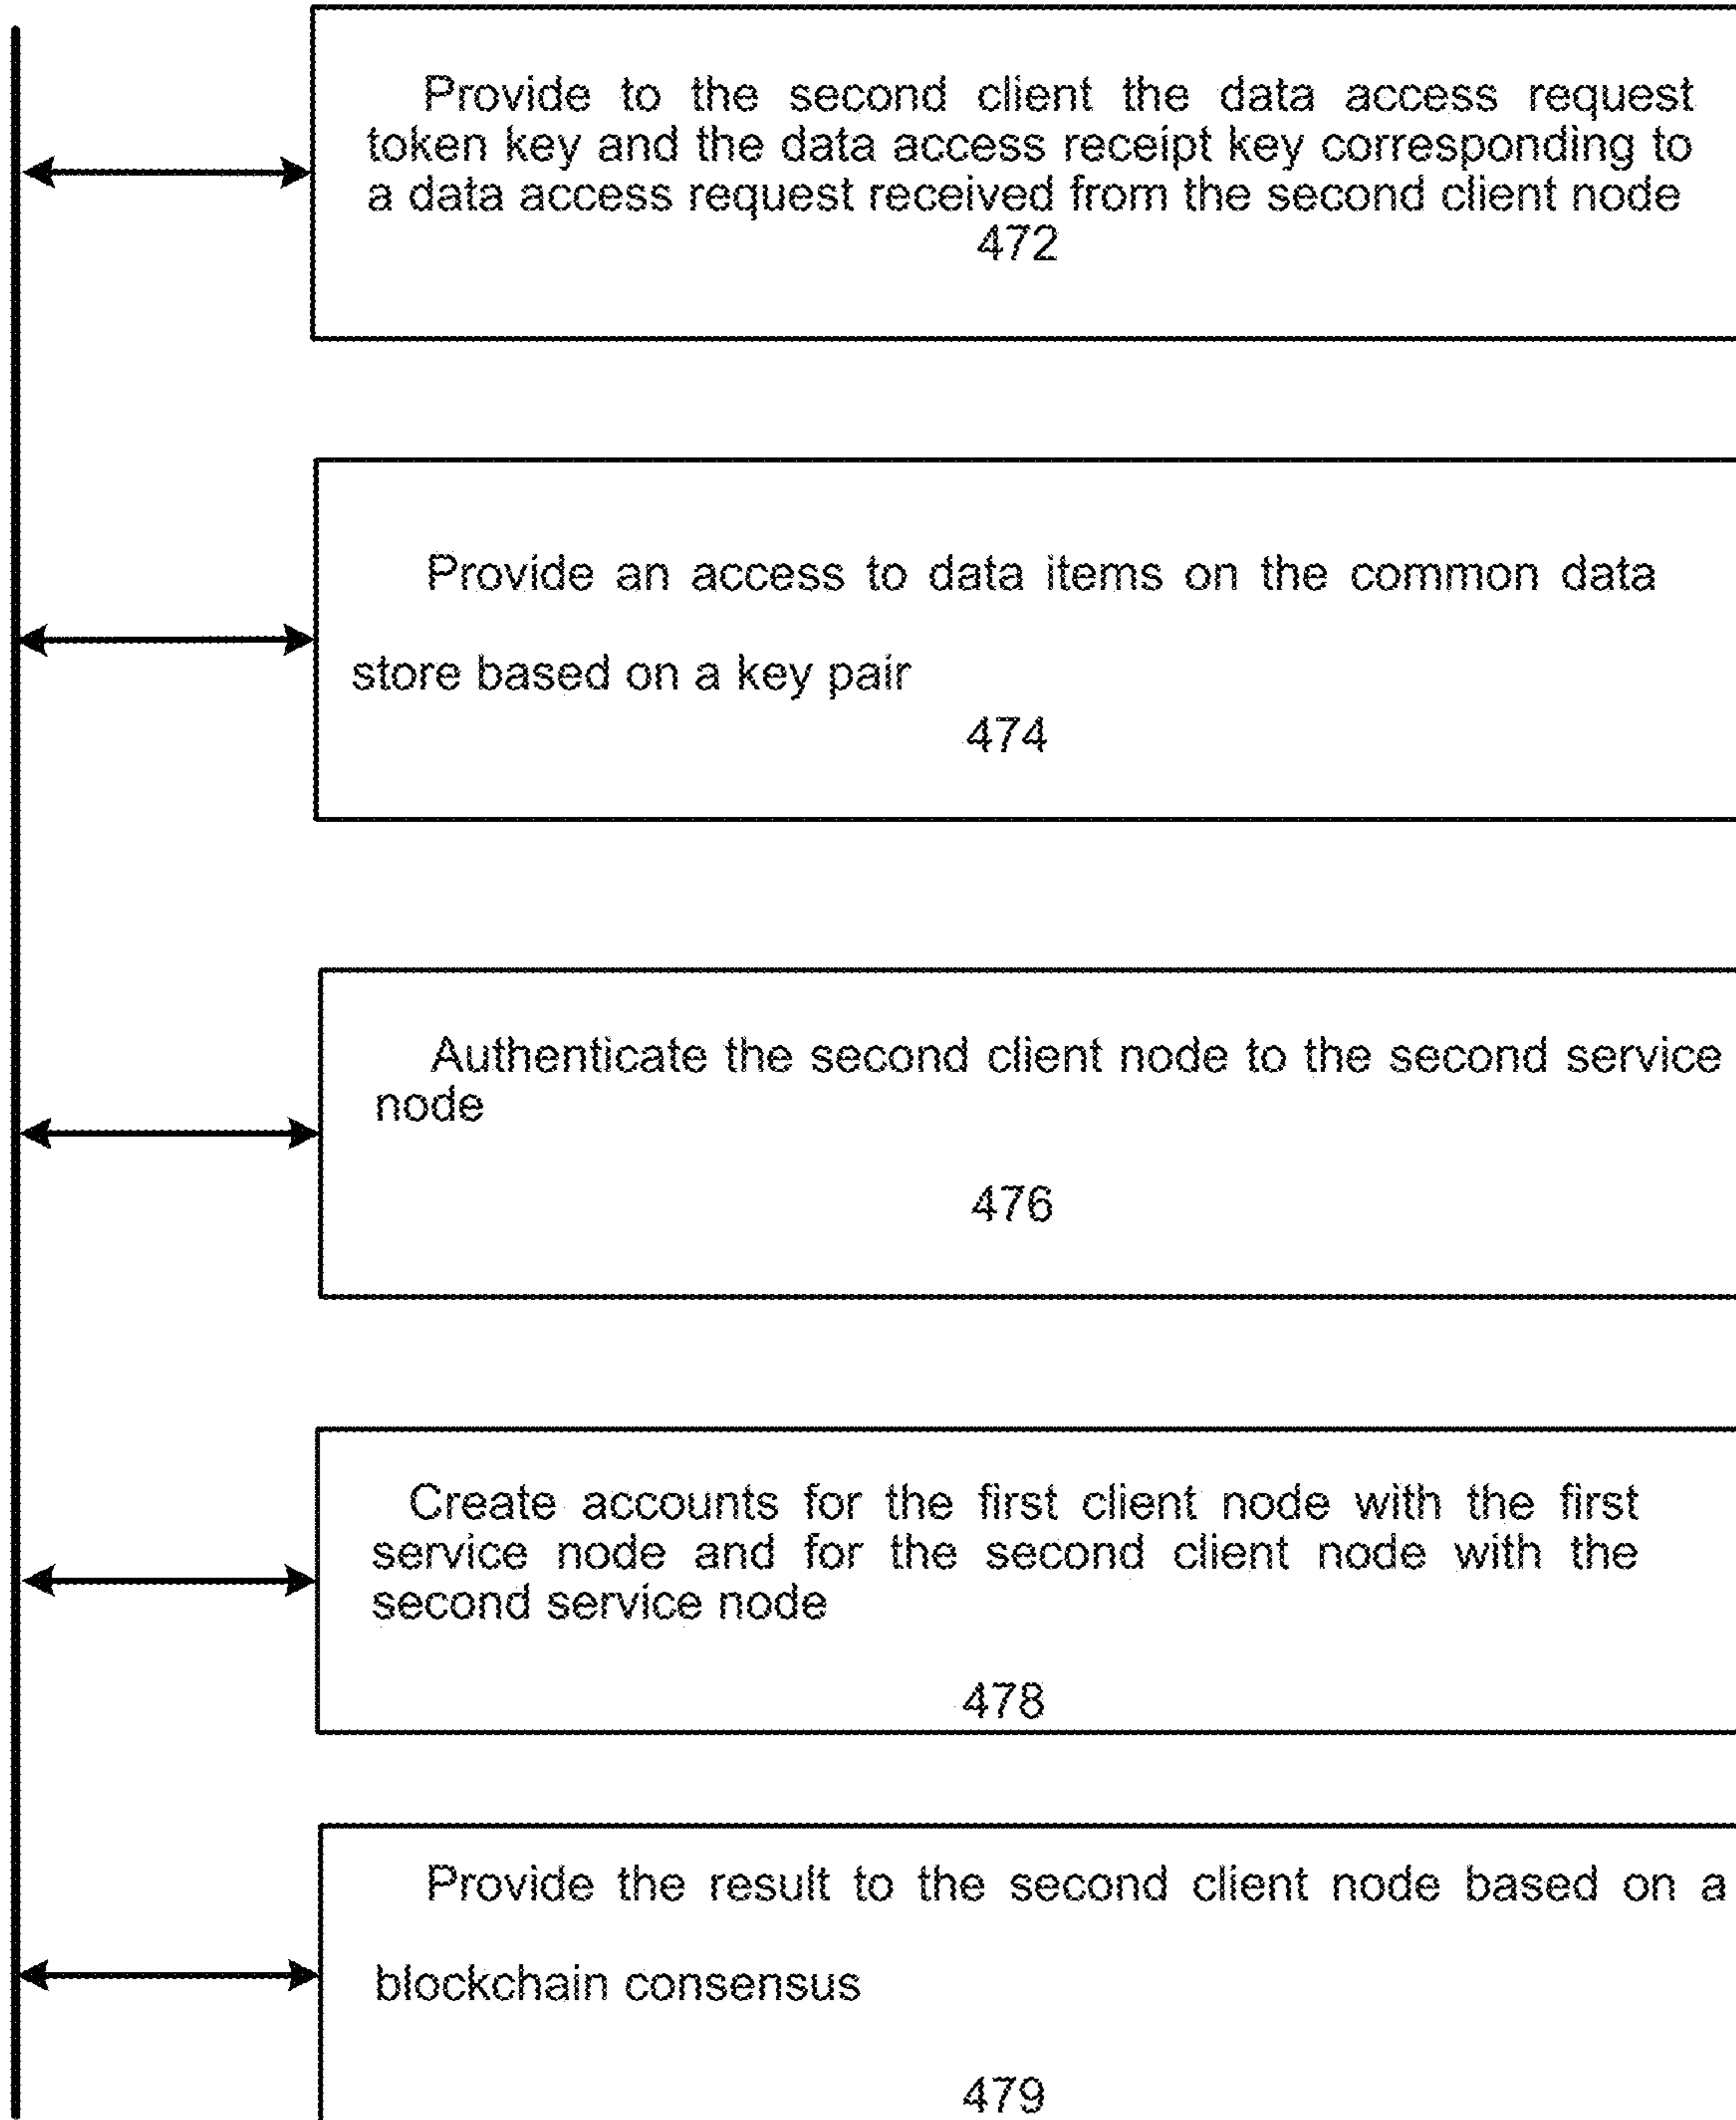 Provide to the second client the data access request
token key and the data access receipt key corresponding to
a data access request received from the second client node
472
Provide an access to data items on the common data
store based on a key pair
474
Authenticate the second client node to the second service
node
476
Create accounts for the first client node with the first
service node and for the second client node with the
second service node
478
Provide the result to the second client node based on a
blockchain consensus
479